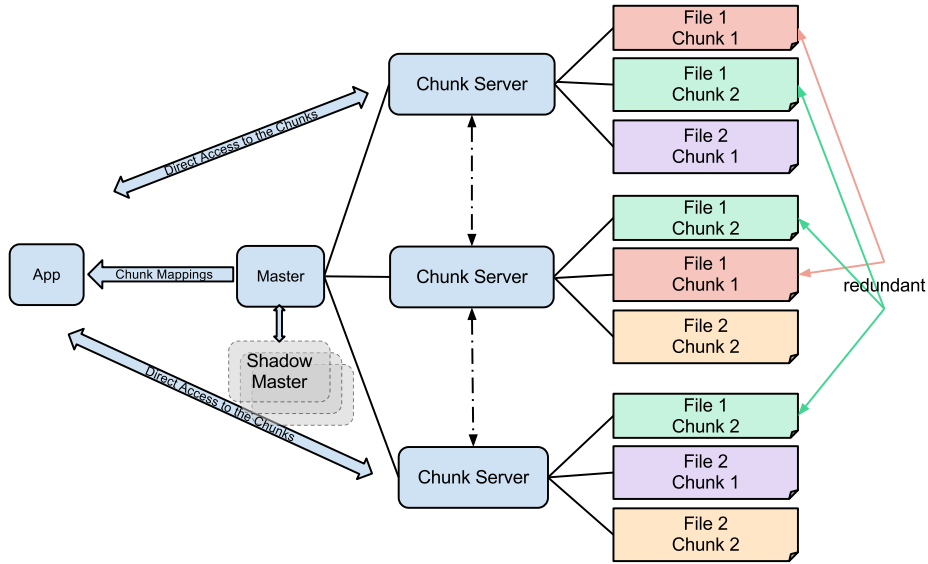 File 1
Chunk 1
File 1
Chunk 2
File 2
Chunk 1
Chunk Server
Direct Access to the Chunks
File 1
Chunk 2
File 1
Chunk 1
File 2
Chunk 2
Chunk Server
App
Chunk Mappings
Master
redundant
Shadow
Master
Direct Access to the Chunks
File 1
Chunk 2
File 2
Chunk 1
File 2
Chunk 2
Chunk Server